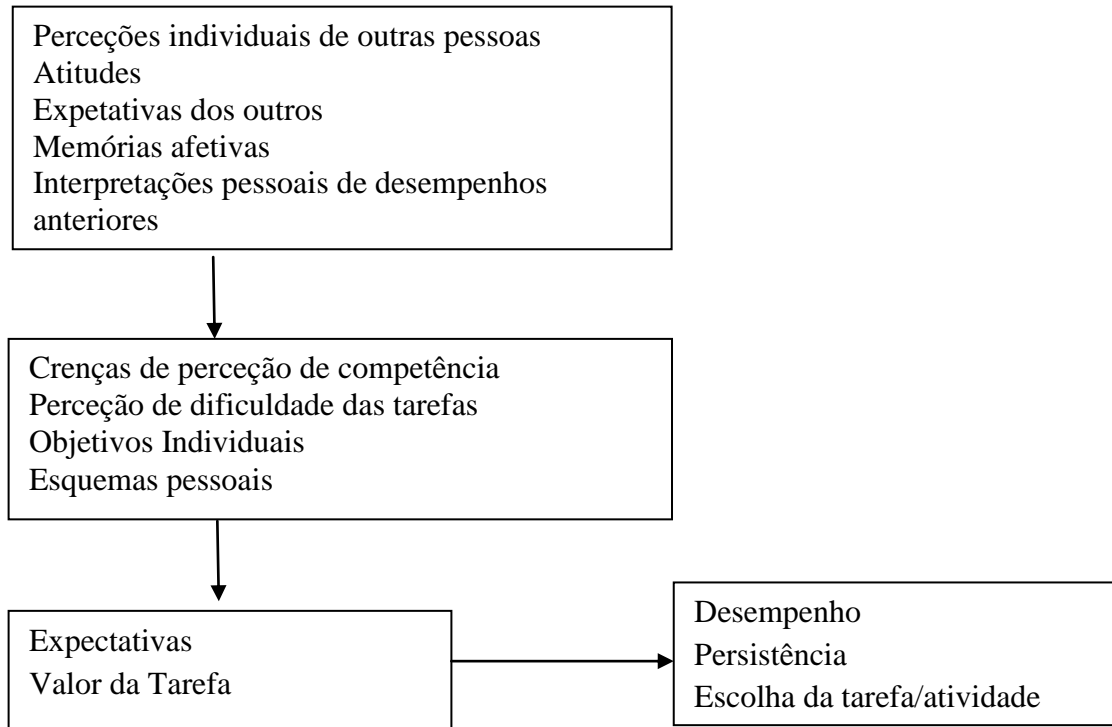 Perceções individuais de outras pessoas
Atitudes
Expetativas dos outros
Memórias afetivas
Interpretações pessoais de desempenhos
anteriores
Crenças de perceção de competência
Perceção de dificuldade das tarefas
Objetivos Individuais
Esquemas pessoais
Expectativas
Valor da Tarefa
Desempenho
Persistência
Escolha da tarefa/atividade